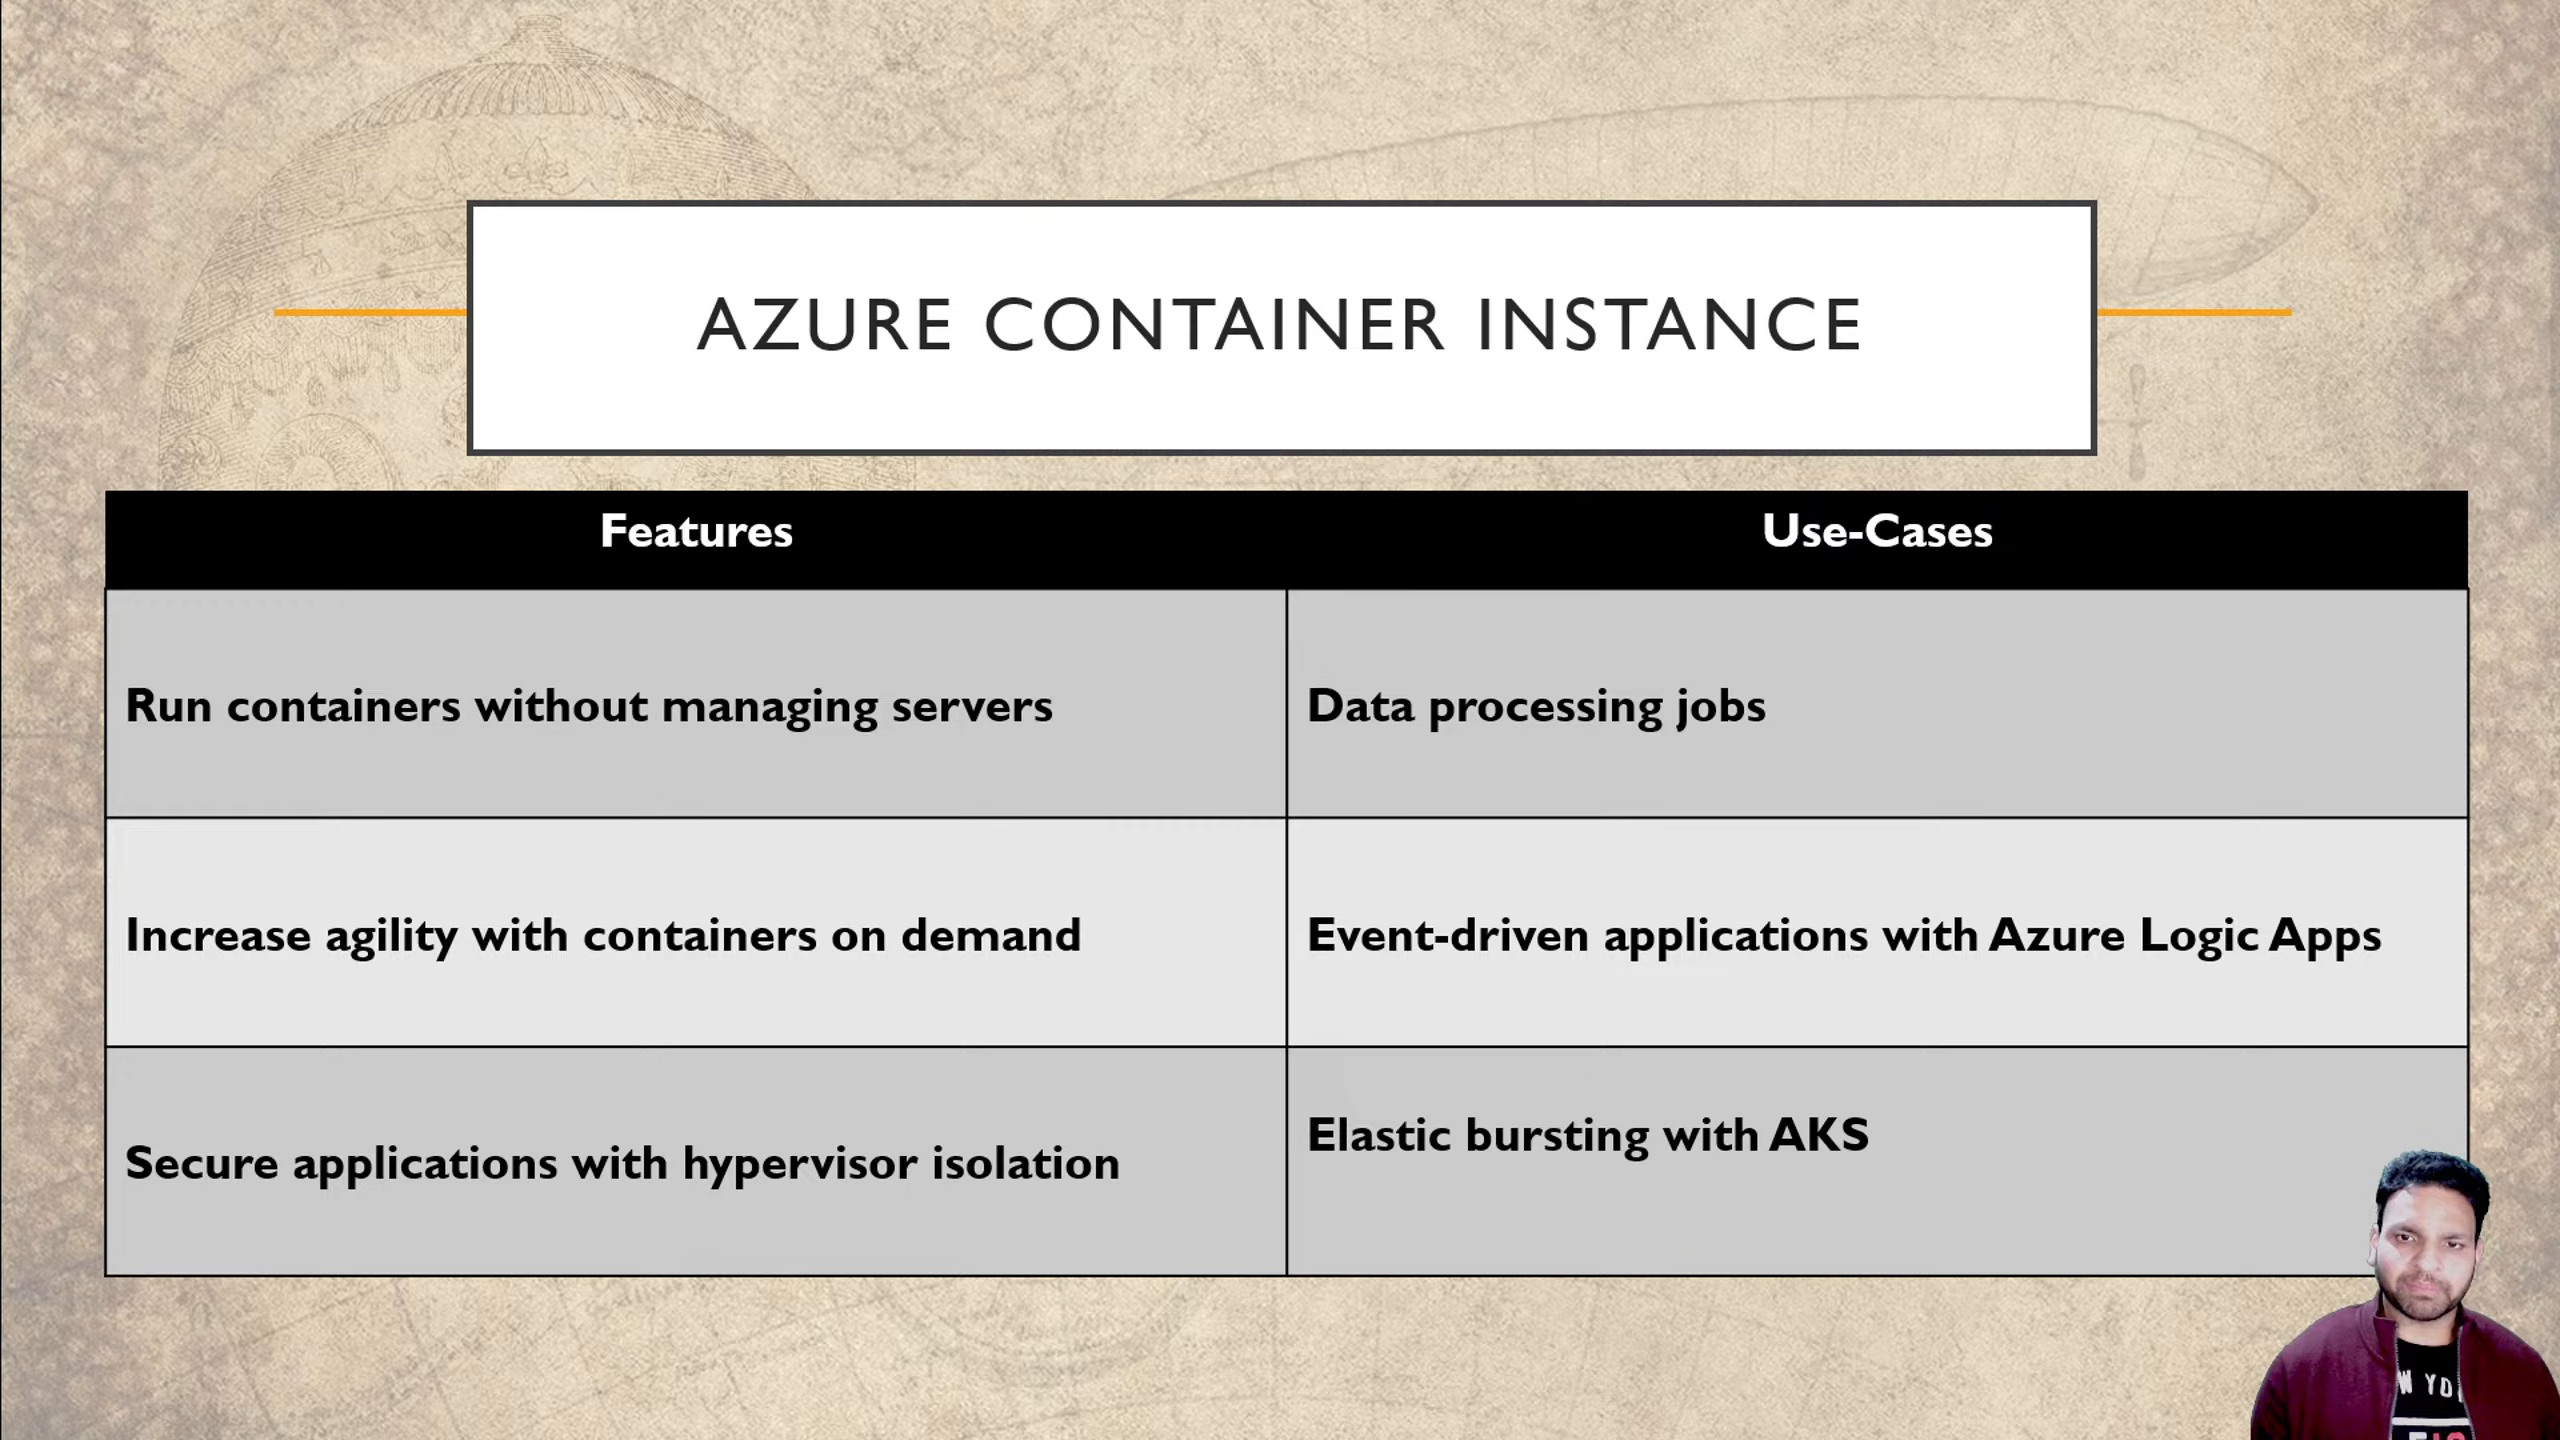 AZURE CONTAINER INSTANCE
Features
Use-Cases
Run containers without managing servers
Data processing jobs
Increase agility with containers on demand
Event-driven applications with Azure Logic Apps
Secure applications with hypervisor isolation
Elastic bursting with AKS
W YO